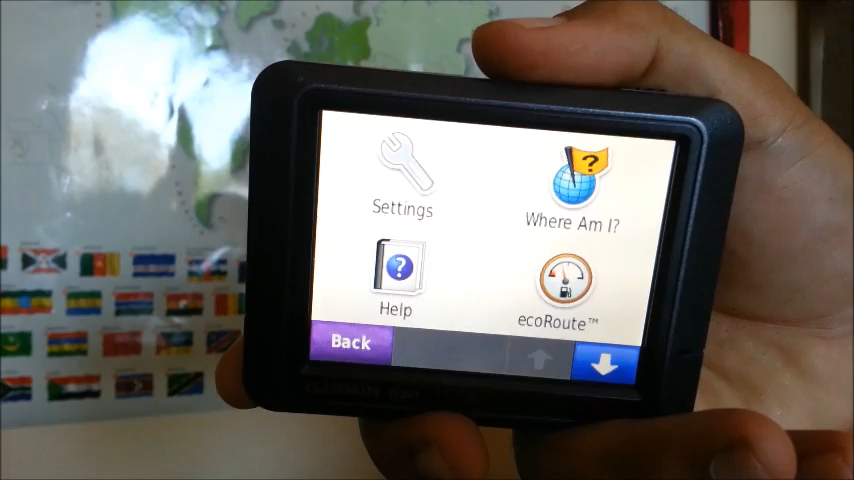 Settings
Where Am I?
Help
ecoRoute™
Back